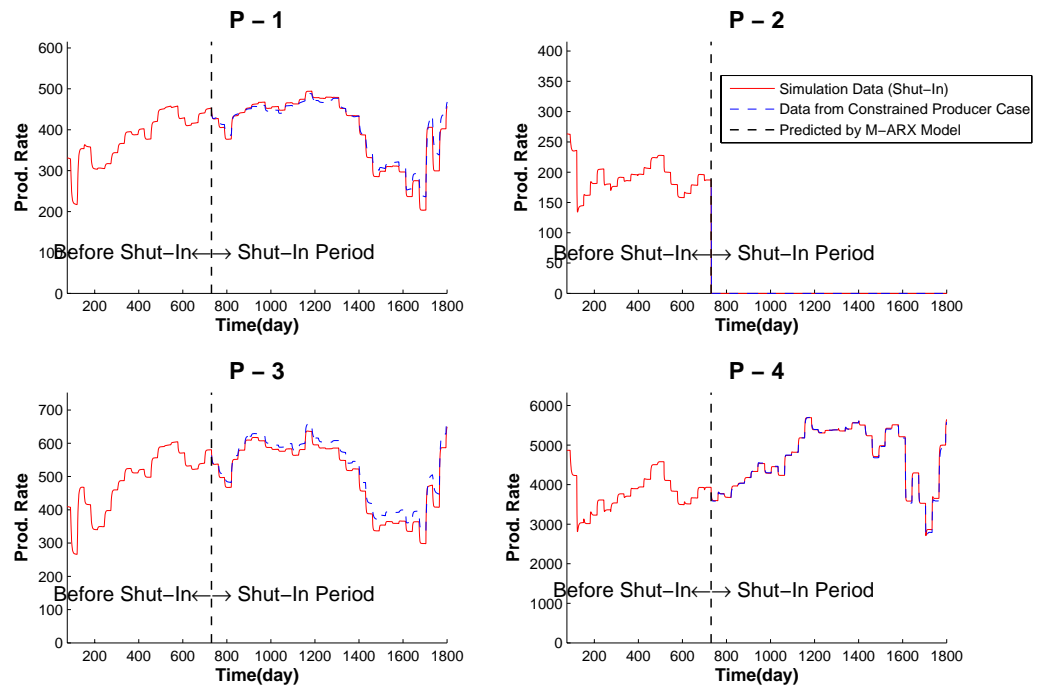 P – 1
600
500
400
300
200
100
0
Prod. Rate
Before Shut–In
Shut–In Period
200 400 600 800 1000 1200 1400 1600 1800
Time(day)
P – 2
400
350
300
250
200
150
100
50
0
Prod. Rate
Simulation Data (Shut–In)
Data from Constrained Producer Case
Predicted by M–ARX Model
Before Shut–In
Shut–In Period
200 400 600 800 1000 1200 1400 1600 1800
Time(day)
P – 3
700
600
500
400
300
200
100
0
Prod. Rate
Before Shut–In
Shut–In Period
200 400 600 800 1000 1200 1400 1600 1800
Time(day)
P – 4
6000
5000
4000
3000
2000
1000
0
Prod. Rate
Before Shut–In
Shut–In Period
200 400 600 800 1000 1200 1400 1600 1800
Time(day)